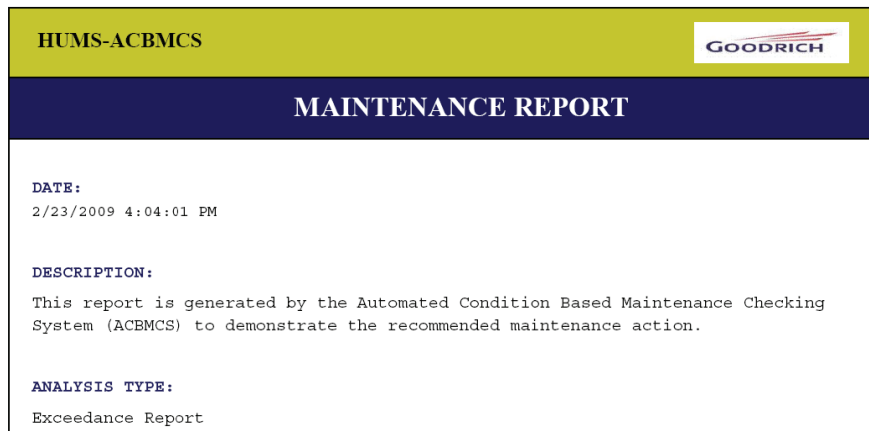 HUMS-ACBMCS
GOODRICH
MAINTENANCE REPORT
DATE:
2/23/2009 4:04:01 PM
DESCRIPTION:
This report is generated by the Automated Condition Based Maintenance Checking
System (ACBMCS) to demonstrate the recommended maintenance action.
ANALYSIS TYPE:
Exceedance Report